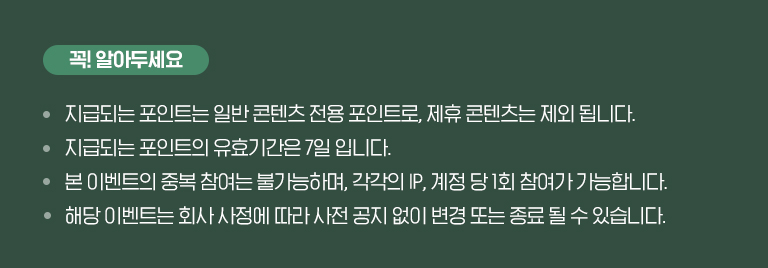 꼭! 알아두세요
지급되는 포인트는 일반 콘텐츠 전용 포인트로, 제휴 콘텐츠는 제외 됩니다.
지급되는 포인트의 유효기간은 7일 입니다.
본 이벤트의 중복 참여는 불가능하며, 각각의 IP, 계정 당 1회 참여가 가능합니다.
해당 이벤트는 회사 사정에 따라 사전 공지 없이 변경 또는 종료 될 수 있습니다.